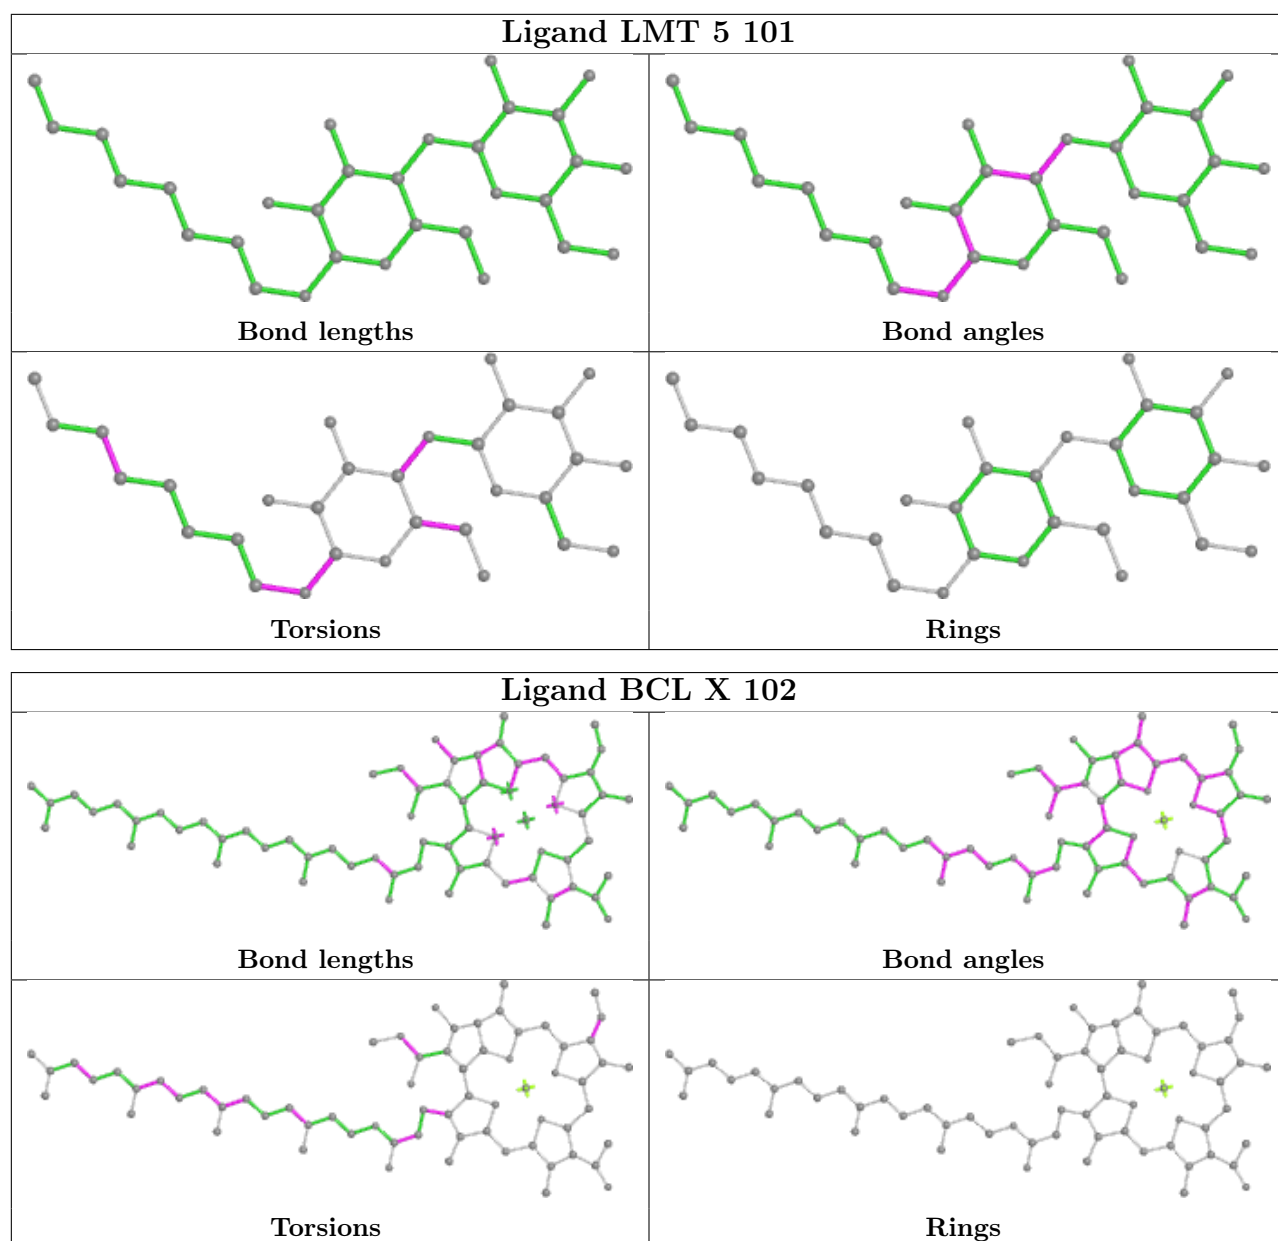 Ligand LMT 5 101
Bond lengths
Bond angles
Torsions
Rings
Ligand BCL X 102
Bond lengths
Bond angles
Torsions
Rings